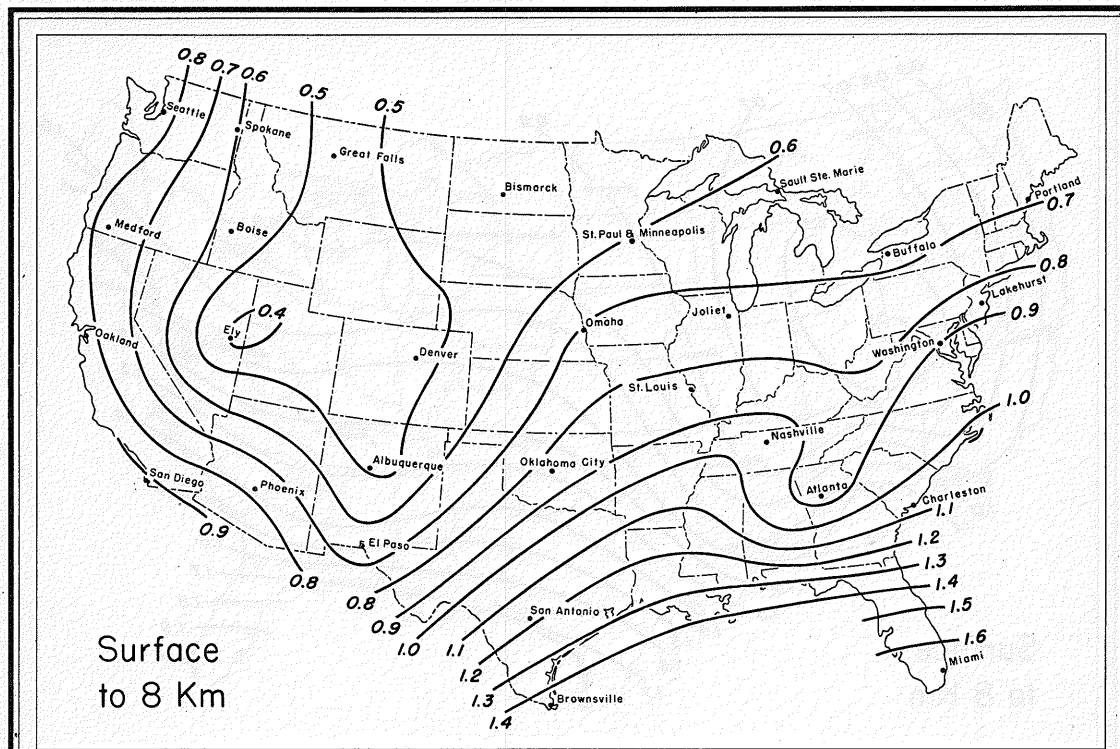 0.8
0.7
0.6
0.5
0.5
0.6
Seattle
Spokane
Great Falls
Bismarck
Sault Ste. Marie
Portland
0.7
Medford
Boise
St. Paul & Minneapolis
Buffalo
0.8
Lakehurst
0.9
0.4
Ely
Omaha
Joliet
Oakland
Washington
Denver
St. Louis
1.0
Nashville
Albuquerque
Oklahoma City
San Diego
Phoenix
Atlanta
Charleston
0.9
1.1
El Paso
1.2
0.8
1.3
0.8
1.4
0.9
San Antonio
1.5
1.0
1.1
1.6
Surface
to 8 Km
1.2
Miami
1.3
Brownsville
1.4